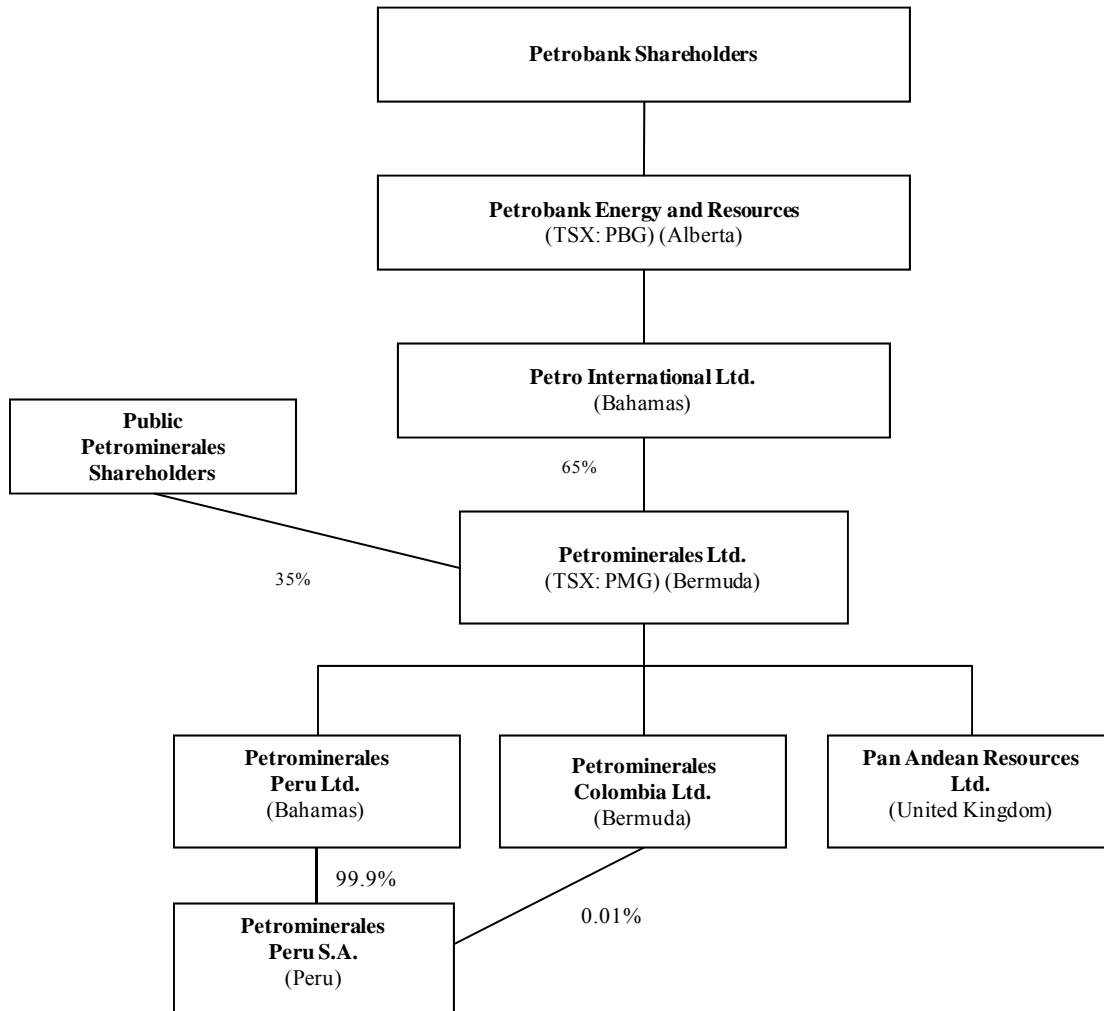 Petrobank Shareholders
Petrobank Energy and Resources
(TSX: PBG) (Alberta)
Petro International Ltd.
(Bahamas)
Public
Petrominerales
Shareholders
65%
35%
Petrominerales Ltd.
(TSX: PMG) (Bermuda)
Petrominerales
Peru Ltd.
(Bahamas)
Petrominerales
Colombia Ltd.
(Bermuda)
Pan Andean Resources
Ltd.
(United Kingdom)
99.9%
0.01%
Petrominerales
Peru S.A.
(Peru)